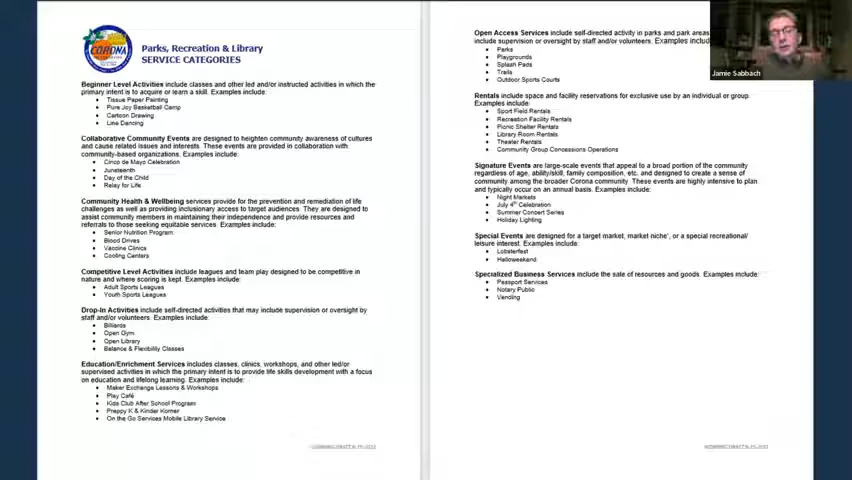 CORONA
Parks, Recreation & Library
SERVICE CATEGORIES
Beginner Level Activities include classes and other led and/or instructed activities in which the
primary intent is to acquire or learn a skill. Examples include:
• Tissue Paper Painting
• Pure Joy Basketball Camp
• Cartoon Drawing
• Line Dancing
Collaborative Community Events are designed to heighten community awareness of cultures
and cause related issues and interests. These events are provided in collaboration with
community-based organizations. Examples include:
• Cinco de Mayo Celebration
• Juneteenth
• Day of the Child
• Relay for Life
Community Health & Wellbeing services provide for the prevention and remediation of life
challenges as well as providing inclusionary access to target audiences. They are designed to
assist community members in maintaining their independence and provide resources and
referrals to those seeking equitable services. Examples include:
• Senior Nutrition Program
• Blood Drives
• Vaccine Clinics
• Cooling Centers
Competitive Level Activities include leagues and team play designed to be competitive in
nature and where scoring is kept. Examples include:
• Adult Sports Leagues
• Youth Sports Leagues
Drop-In Activities include self-directed activities that may include supervision or oversight by
staff and/or volunteers. Examples include:
• Billiards
• Open Gym
• Open Library
• Balance & Flexibility Classes
Education/Enrichment Services includes classes, clinics, workshops, and other led/or
supervised activities in which the primary intent is to provide life skills development with a focus
on education and lifelong learning. Examples include:
• Maker Exchange Lessons & Workshops
• Play Café
• Kids Club After School Program
• Preppy K & Kinder Korner
• On the Go Services Mobile Library Service
Open Access Services include self-directed activity in parks and park areas
include supervision or oversight by staff and/or volunteers. Examples includ
• Parks
• Playgrounds
• Splash Pads
• Trails
• Outdoor Sports Courts
Rentals include space and facility reservations for exclusive use by an individual or group.
Examples include:
• Sport Field Rentals
• Recreation Facility Rentals
• Picnic Shelter Rentals
• Library Room Rentals
• Theater Rentals
• Community Group Concessions Operations
Signature Events are large-scale events that appeal to a broad portion of the community
regardless of age, ability/skill, family composition, etc. and designed to create a sense of
community among the broader Corona community. These events are highly intensive to plan
and typically occur on an annual basis. Examples include:
• Night Markets
• July 4th Celebration
• Summer Concert Series
• Holiday Lighting
Special Events are designed for a target market, market niche', or a special recreational/
leisure interest. Examples include:
• Lobsterfest
• Halloweekend
Specialized Business Services include the sale of resources and goods. Examples include:
• Passport Services
• Notary Public
• Vending
Jamie Sabbach